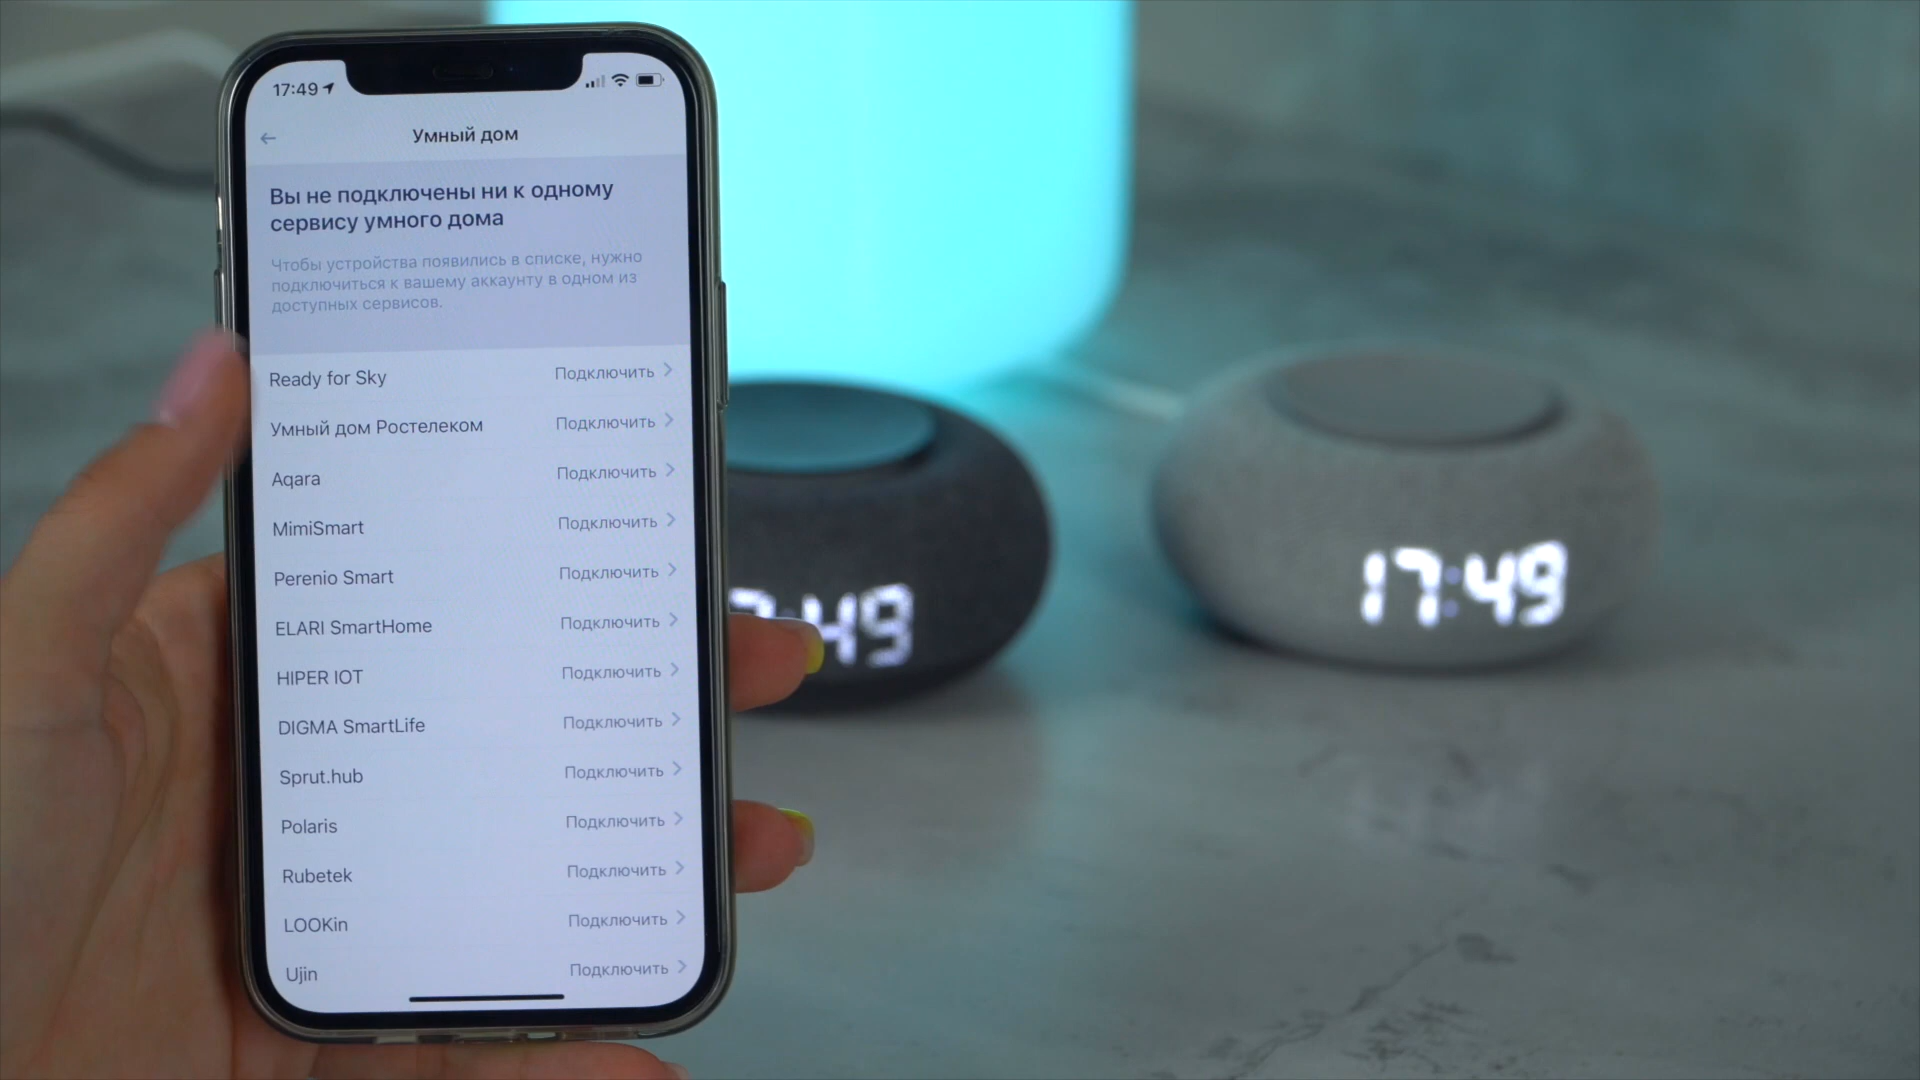 17:49
Умный дом
Вы не подключены ни к одному
сервису умного дома
Чтобы устройства появились в списке, нужно
подключиться к вашему аккаунту в одном из
доступных сервисов.
Ready for Sky Подключить
Умный дом Ростелеком Подключить
Aqara Подключить
MimiSmart Подключить
Perenio Smart Подключить
ELARI SmartHome Подключить
HIPER IOT Подключить
DIGMA SmartLife Подключить
Sprut.hub Подключить
Polaris Подключить
Rubetek Подключить
LOOKin Подключить
Ujin Подключить
7:49
17:49